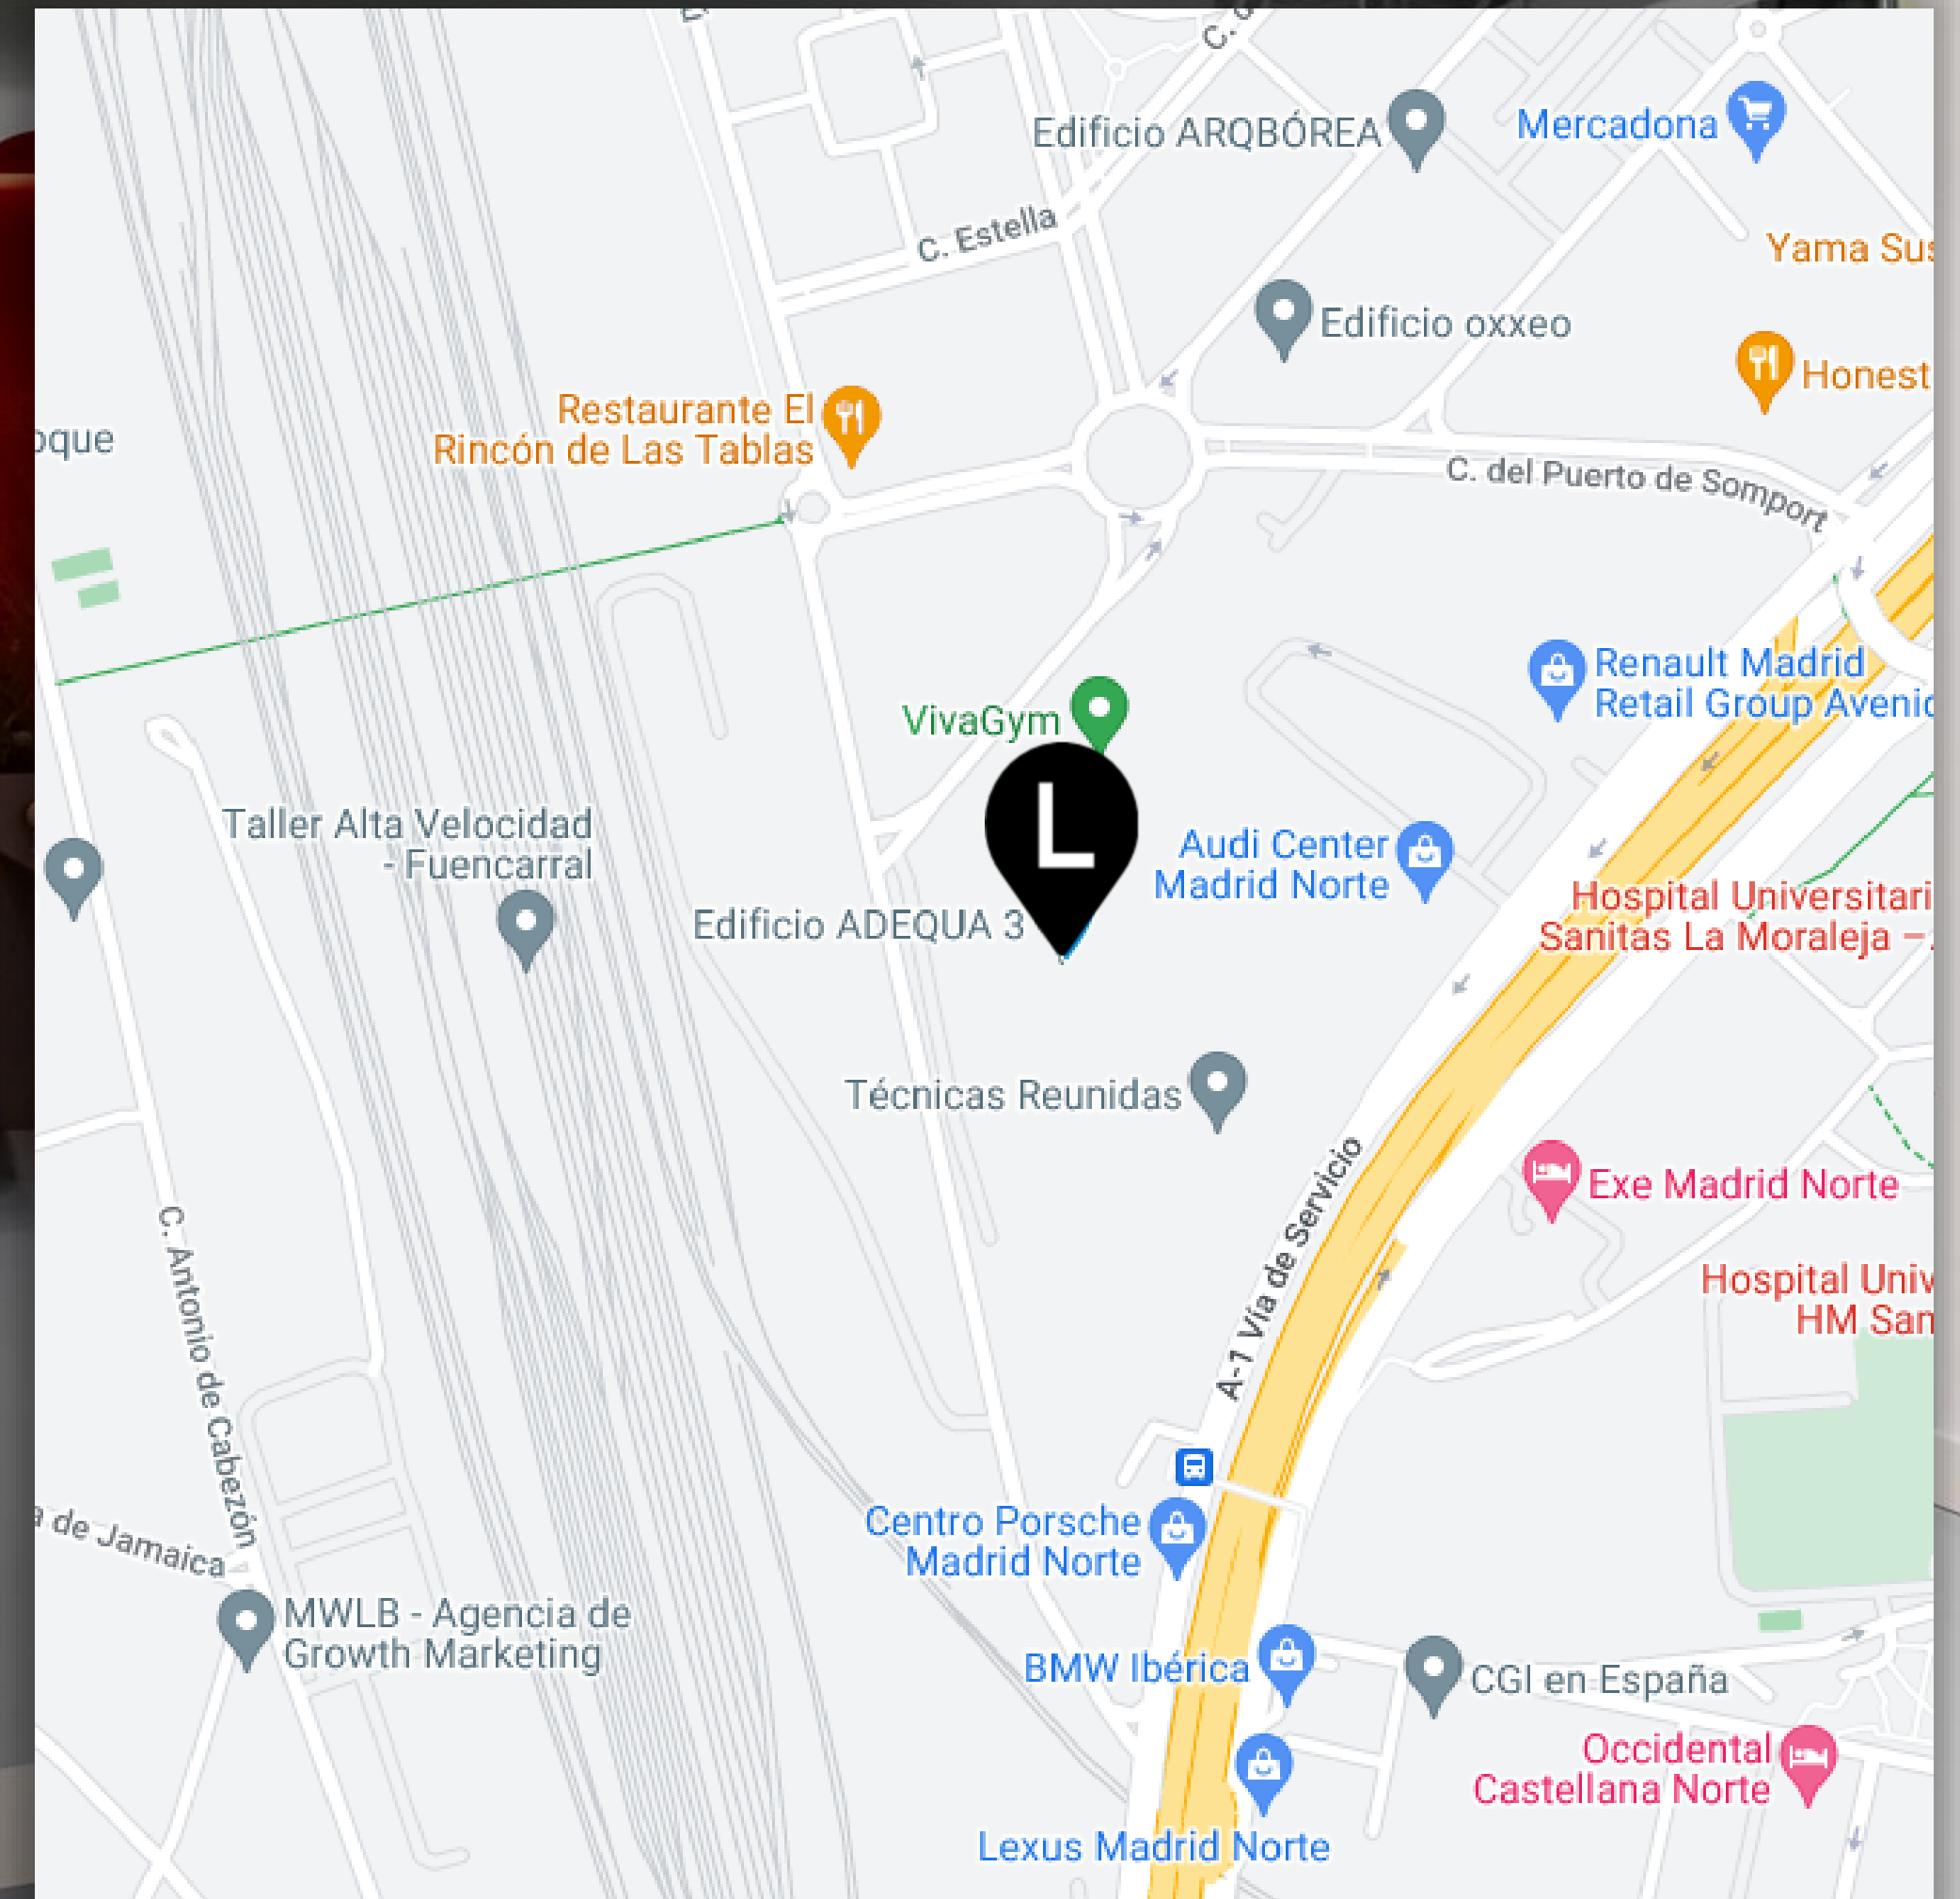 C.
Edificio ARQBÓREA
Mercadona
C. Estella
Yama
Edificio oxxeo
Honest
Restaurante El
Rincón de Las Tablas
C. del Puerto de Somport
Renault Madrid
Retail Group
VivaGym
L
Taller Alta Velocidad
- Fuencarral
Audi Center
Madrid Norte
Edificio ADEQUA 3
Hospital Universitari
Sanitas La Moraleja –
Técnicas Reunidas
A-1 Vía de Servicio
Exe Madrid Norte
C. Antonio de Cabezón
Hospital Univ
HM San
de Jamaica
Centro Porsche
Madrid Norte
MWLB - Agencia de
Growth Marketing
BMW Ibérica
CGI en España
Occidental
Castellana Norte
Lexus Madrid Norte